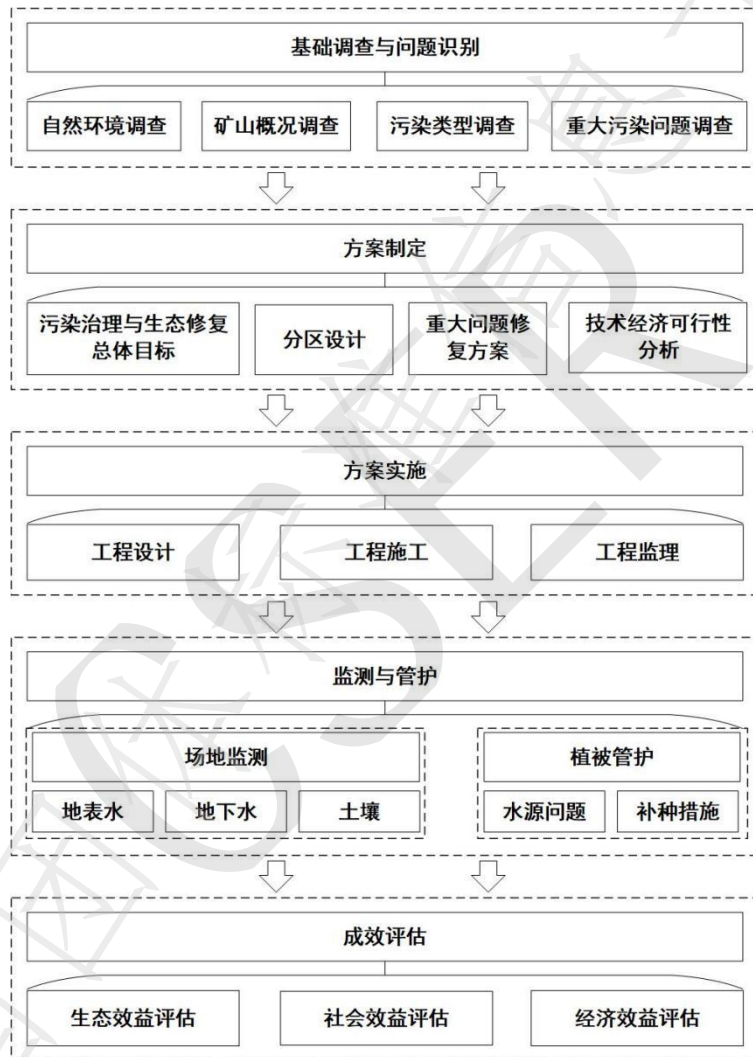 基础调查与问题识别
自然环境调查
矿山概况调查
污染类型调查
重大污染问题调查
方案制定
污染治理与生态修复
总体目标
分区设计
重大问题修
复方案
技术经济可行性
分析
方案实施
工程设计
工程施工
工程监理
监测与管护
场地监测
植被管护
地表水
地下水
土壤
水源问题
补种措施
成效评估
生态效益评估
社会效益评估
经济效益评估
CSER
团体标准信息